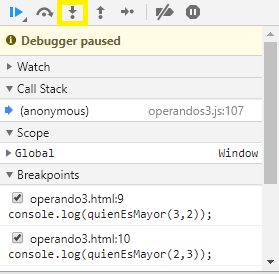 Debugger paused
Watch
Call Stack
(anonymous) operandos3.js:107
Scope
Global Window
Breakpoints
operando3.html:9
console.log(quienEsMayor(3,2));
operando3.html:10
console.log(quienEsMayor(2,3));